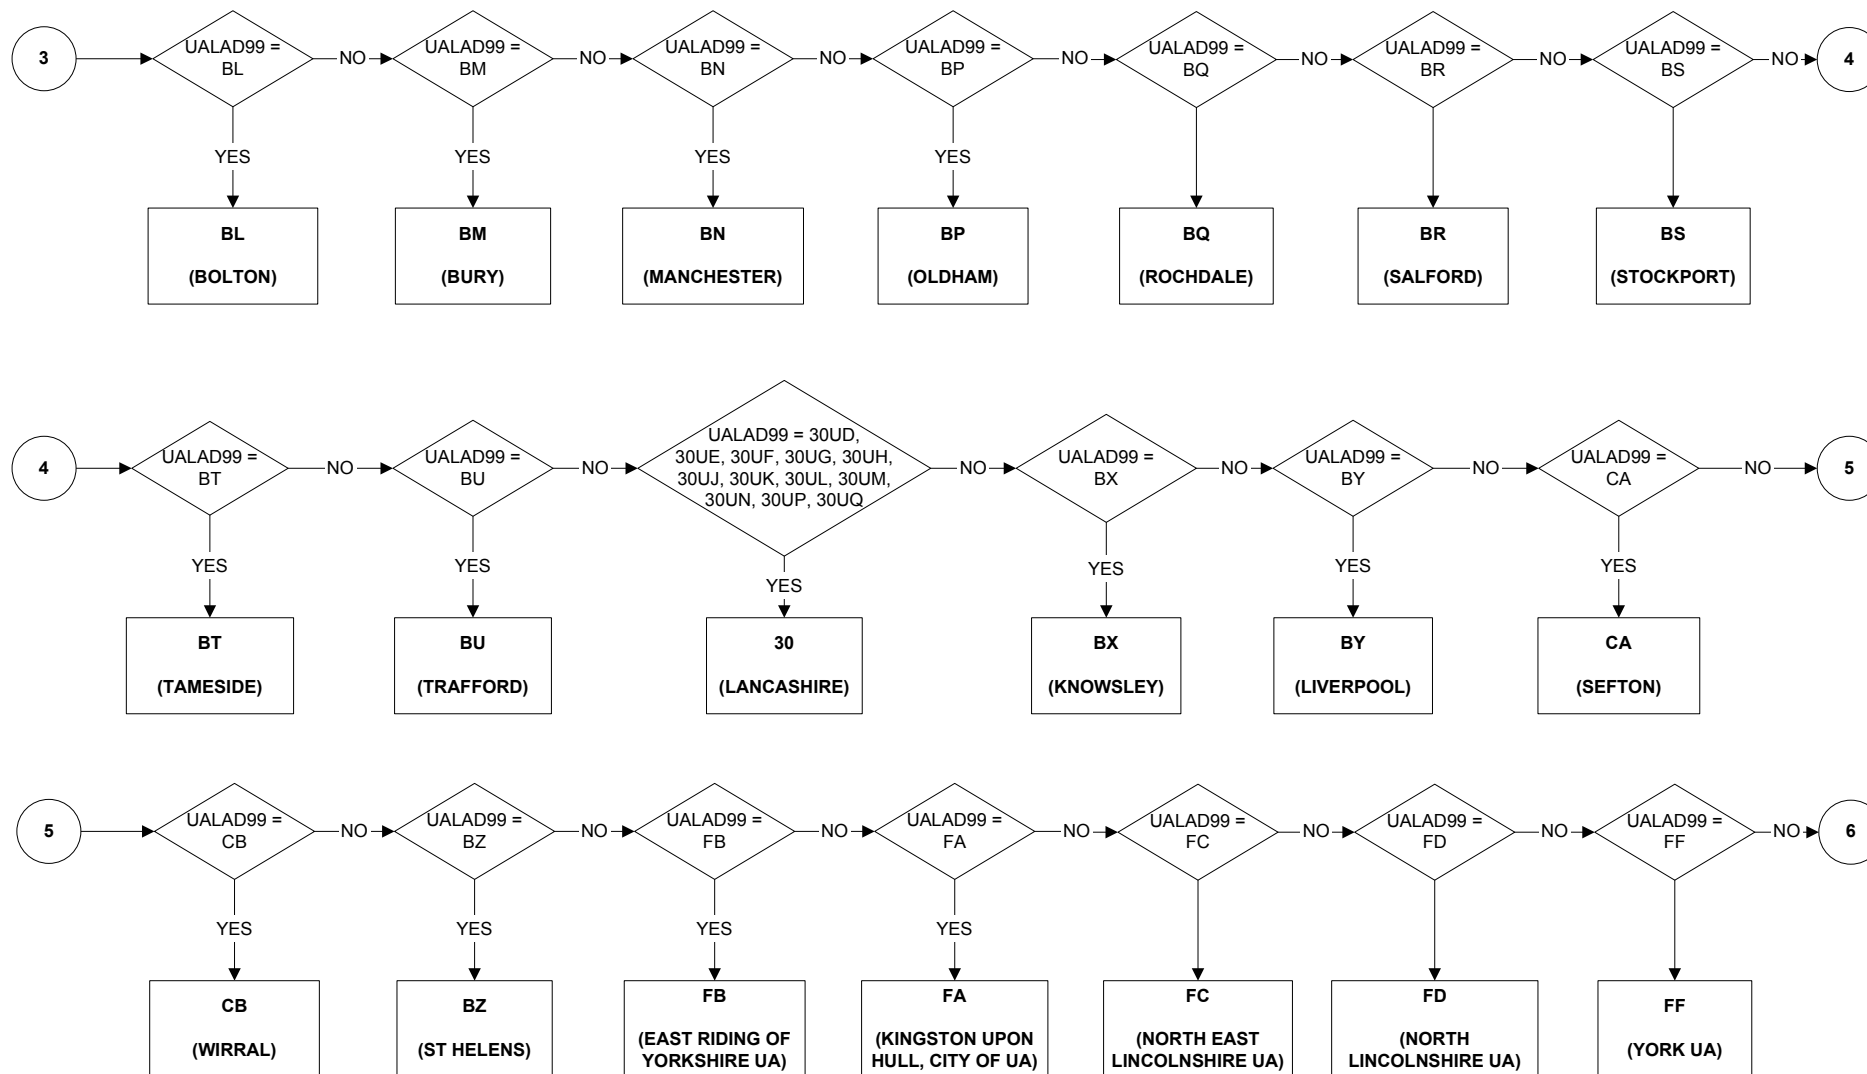 3
UALAD99 =
BL
NO
UALAD99 =
BM
NO
UALAD99 =
BN
NO
UALAD99 =
BP
NO
UALAD99 =
BQ
NO
UALAD99 =
BR
NO
UALAD99 =
BS
NO
4
YES
YES
YES
YES
BL
(BOLTON)
BM
(BURY)
BN
(MANCHESTER)
BP
(OLDHAM)
BQ
(ROCHDALE)
BR
(SALFORD)
BS
(STOCKPORT)
4
UALAD99 =
BT
NO
UALAD99 =
BU
NO
UALAD99 = 30UD,
30UE, 30UF, 30UG, 30UH,
30UJ, 30UK, 30UL, 30UM,
30UN, 30UP, 30UQ
NO
UALAD99 =
BX
NO
UALAD99 =
BY
NO
UALAD99 =
CA
NO
5
YES
YES
YES
YES
YES
YES
BT
(TAMESIDE)
BU
(TRAFFORD)
30
(LANCASHIRE)
BX
(KNOWSLEY)
BY
(LIVERPOOL)
CA
(SEFTON)
5
UALAD99 =
CB
NO
UALAD99 =
BZ
NO
UALAD99 =
FB
NO
UALAD99 =
FA
NO
UALAD99 =
FC
NO
UALAD99 =
FD
NO
UALAD99 =
FF
NO
6
YES
YES
YES
YES
CB
(WIRRAL)
BZ
(ST HELENS)
FB
(EAST RIDING OF
YORKSHIRE UA)
FA
(KINGSTON UPON
HULL, CITY OF UA)
FC
(NORTH EAST
LINCOLNSHIRE UA)
FD
(NORTH
LINCOLNSHIRE UA)
FF
(YORK UA)